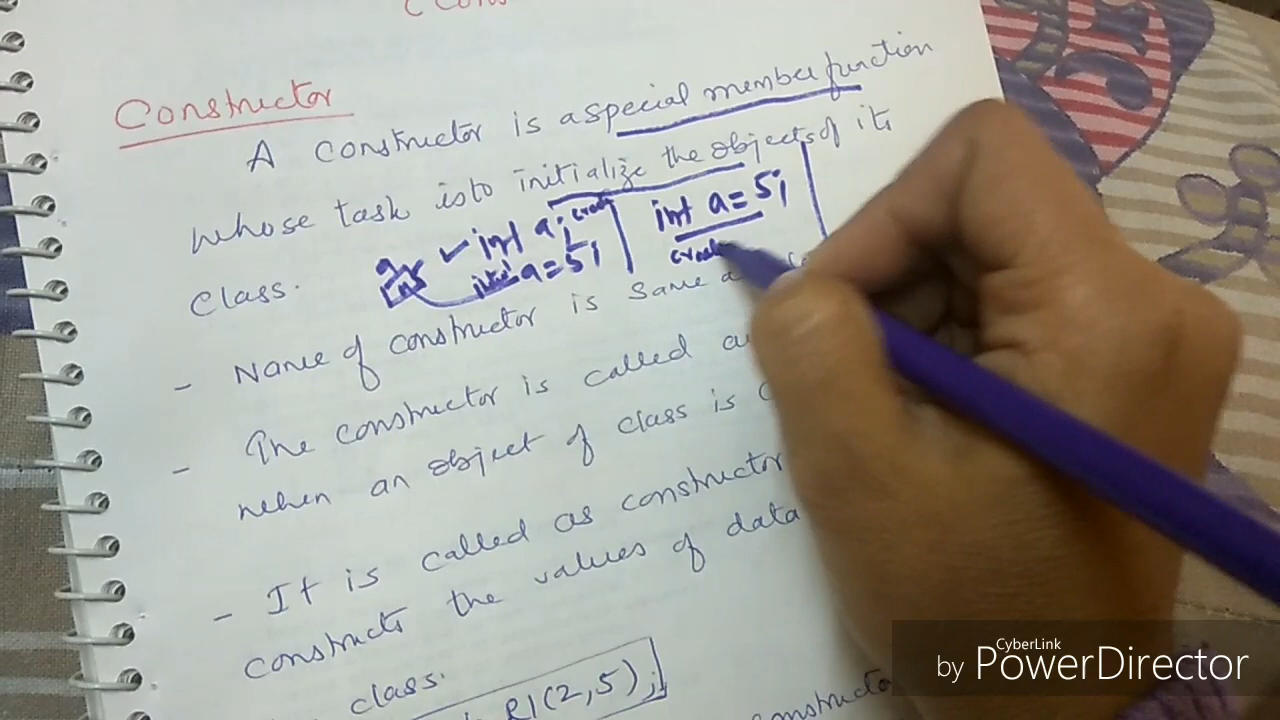 Constructor
A constructor is a special member function
whose task is to initialize the objects of its
class.
int a;
a=5;
int a=5;
- Name of constructor is same
- The constructor is called
when an object of class is
- It is called as constructor
constructs the values of data
class.
R1(2,5);
CyberLink
by PowerDirector